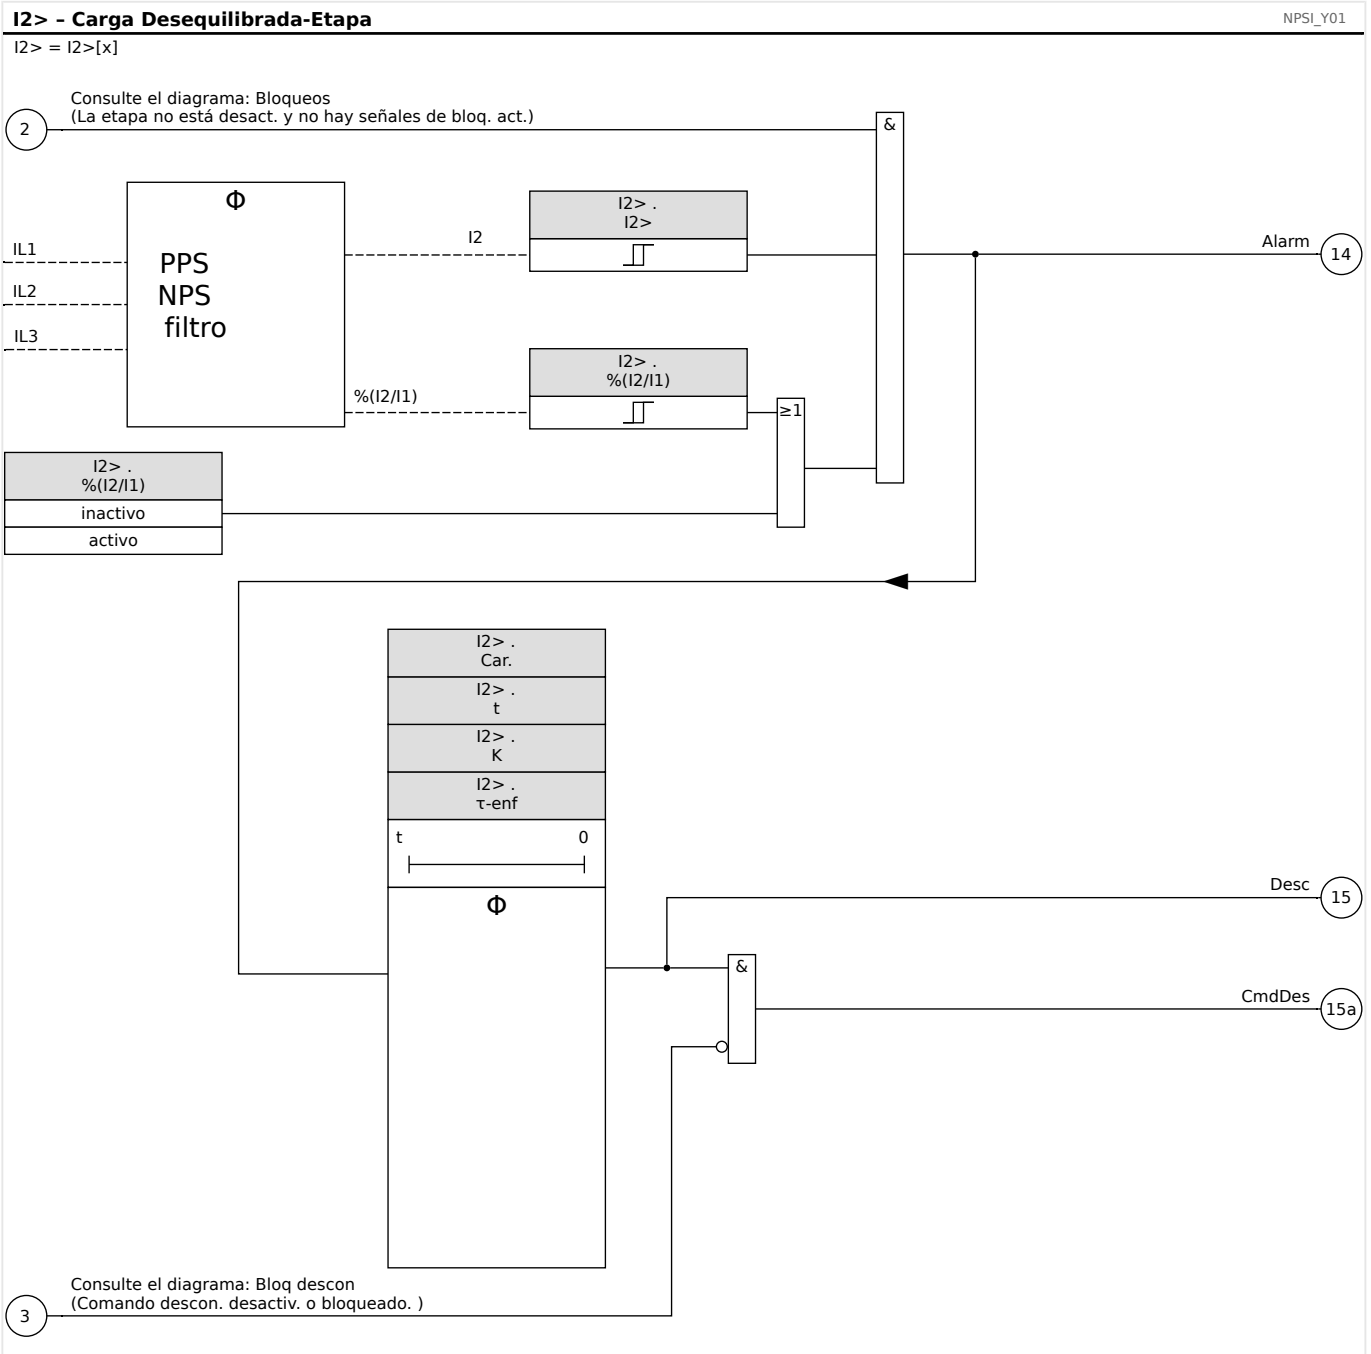 I2> – Carga Desequilibrada-Etapa
NPSI_Y01
I2> = I2>[x]
Consulte el diagrama: Bloqueos
(La etapa no está desact. y no hay señales de bloq. act.)
2
&
Φ
PPS
NPS
filtro
IL1
IL2
IL3
I2
I2> .
I2>
Alarm
14
%(I2/I1)
I2> .
%(I2/I1)
≥1
I2> .
%(I2/I1)
inactivo
activo
I2> .
Car.
I2> .
t
I2> .
K
I2> .
τ-enf
t 0
Φ
Desc
15
&
CmdDes
15a
Consulte el diagrama: Bloq descon
(Comando descon. desactiv. o bloqueado. )
3